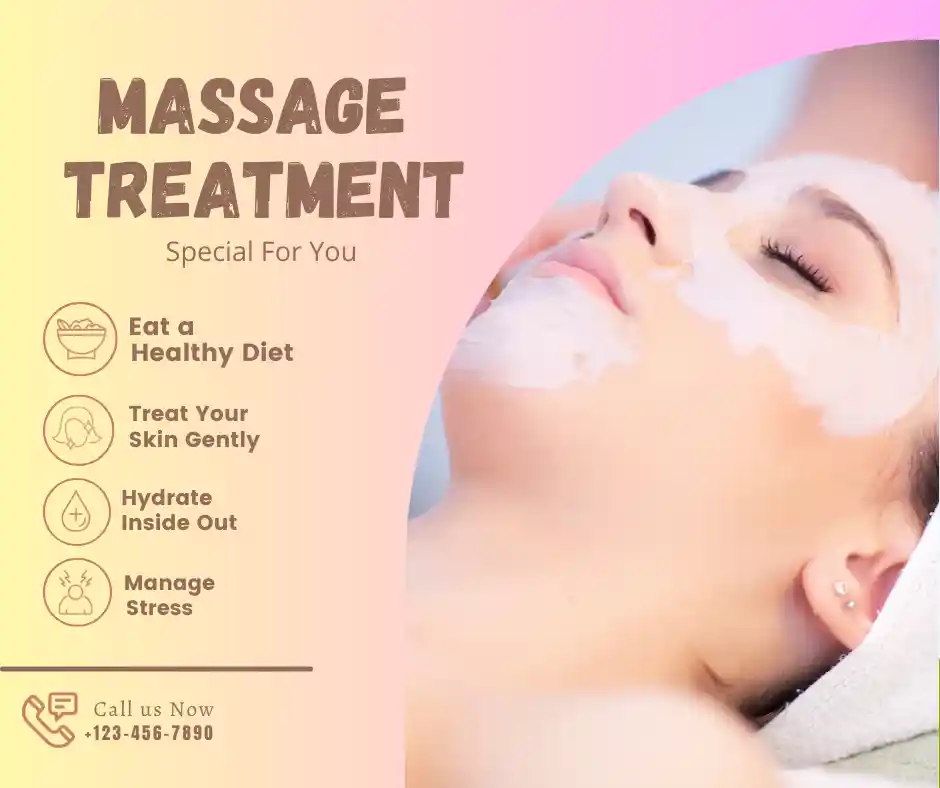 MASSAGE
TREATMENT
Special For You
Eat a
Healthy Diet
Treat Your
Skin Gently
Hydrate
Inside Out
Manage
Stress
Call us Now
+123-456-7890